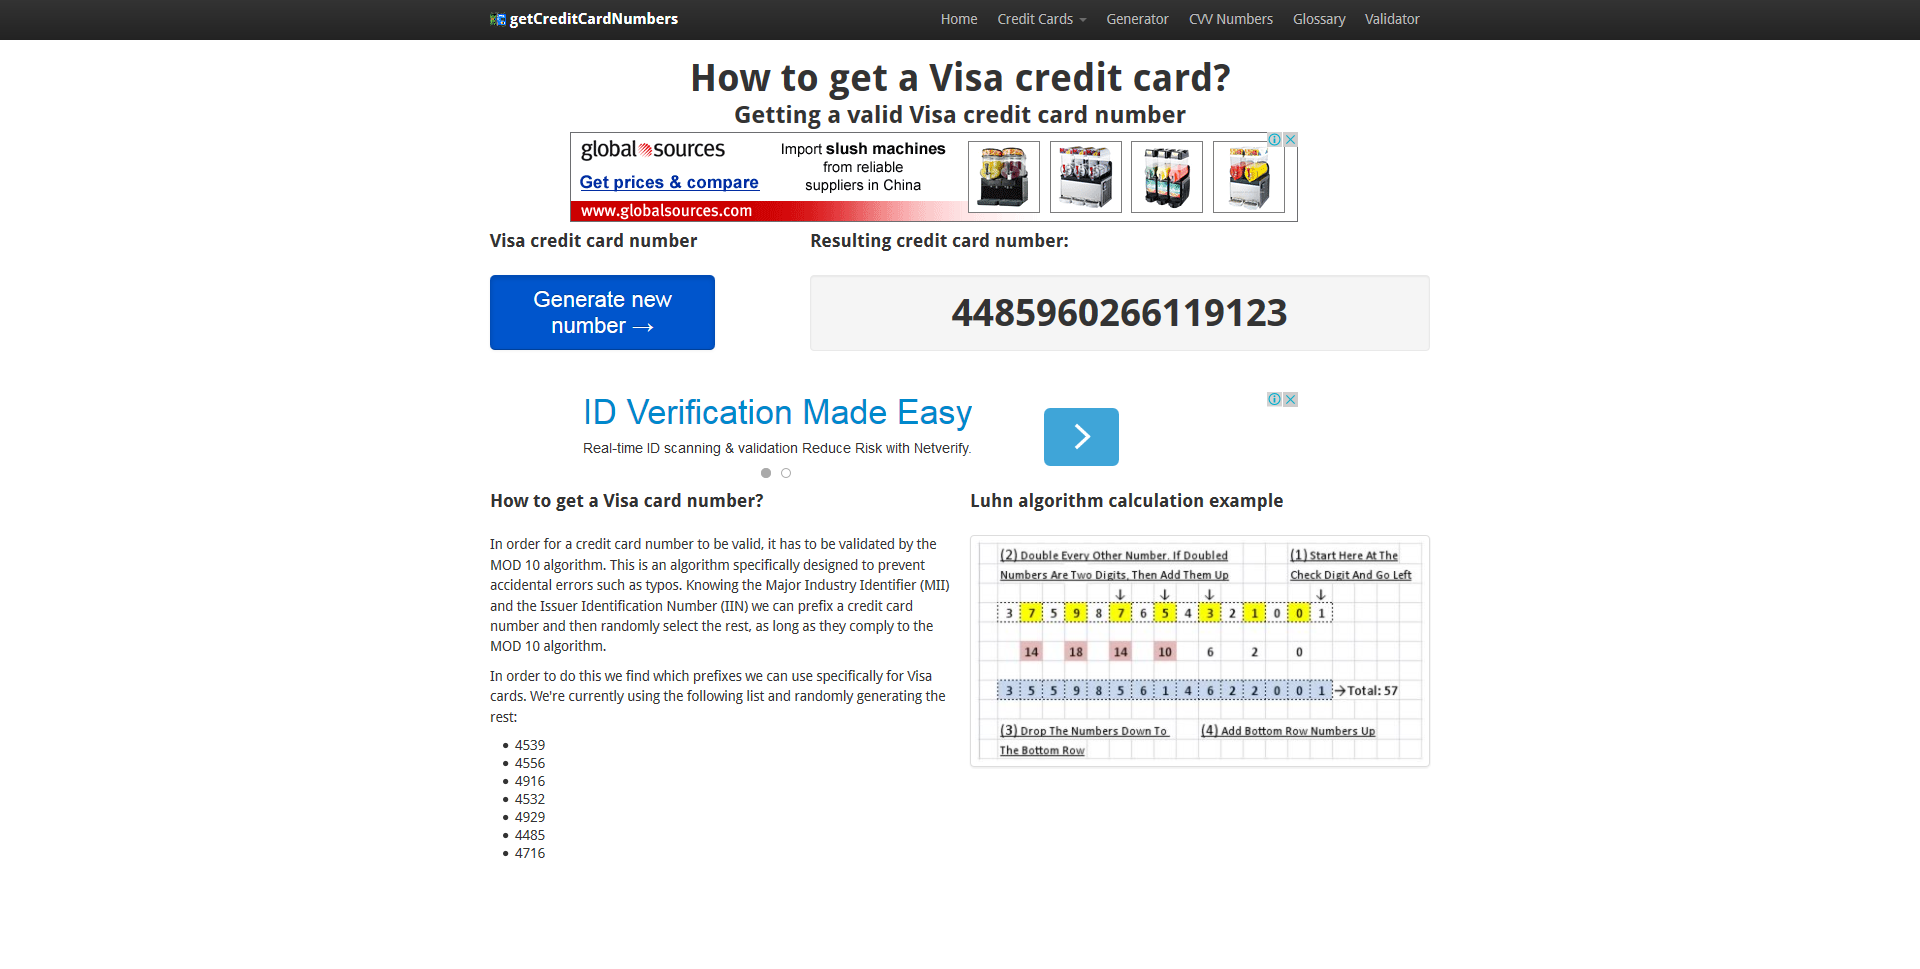 getCreditCardNumbers
Home Credit Cards Generator CVV Numbers Glossary Validator
How to get a Visa credit card?
Getting a valid Visa credit card number
global sources
Get prices & compare
www.globalsources.com
Import slush machines
from reliable
suppliers in China
Visa credit card number
Generate new
number →
Resulting credit card number:
4485960266119123
ID Verification Made Easy
Real-time ID scanning & validation Reduce Risk with Netverify.
How to get a Visa card number?
In order for a credit card number to be valid, it has to be validated by the
MOD 10 algorithm. This is an algorithm specifically designed to prevent
accidental errors such as typos. Knowing the Major Industry Identifier (MII)
and the Issuer Identification Number (IIN) we can prefix a credit card
number and then randomly select the rest, as long as they comply to the
MOD 10 algorithm.
In order to do this we find which prefixes we can use specifically for Visa
cards. We're currently using the following list and randomly generating the
rest:
4539
4556
4916
4532
4929
4485
4716
Luhn algorithm calculation example
(2) Double Every Other Number. If Doubled
Numbers Are Two Digits, Then Add Them Up
(1) Start Here At The
Check Digit And Go Left
3 7 5 9 8 7 6 5 4 3 2 1 0 0 1
14 18 14 10 6 2 0
3 5 5 9 8 5 6 1 4 6 2 2 0 0 1 →Total: 57
(3) Drop The Numbers Down To
The Bottom Row
(4) Add Bottom Row Numbers Up